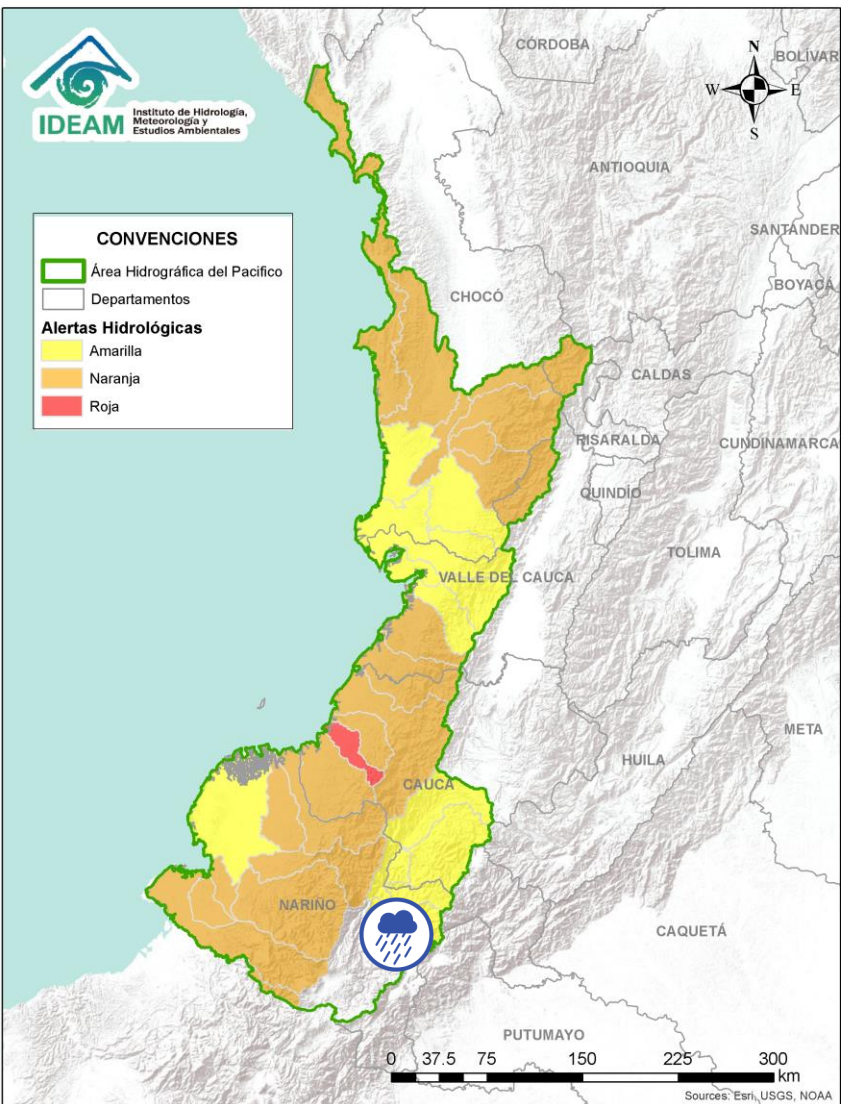 IDEAM
Instituto de Hidrología,
Meteorología y
Estudios Ambientales
CÓRDOBA
BOLÍVAR
N
W
E
S
ANTIOQUIA
SANTANDER
BOYACÁ
CONVENCIONES
Área Hidrográfica del Pacifico
Departamentos
Alertas Hidrológicas
Amarilla
Naranja
Roja
CHOCÓ
CALDAS
RISARALDA
CUNDINAMARCA
QUINDÍO
TOLIMA
VALLE DEL CAUCA
META
HUILA
CAUCA
NARIÑO
CAQUETÁ
PUTUMAYO
0 37.5 75 150 225 300
km
Sources: Esri, USGS, NOAA